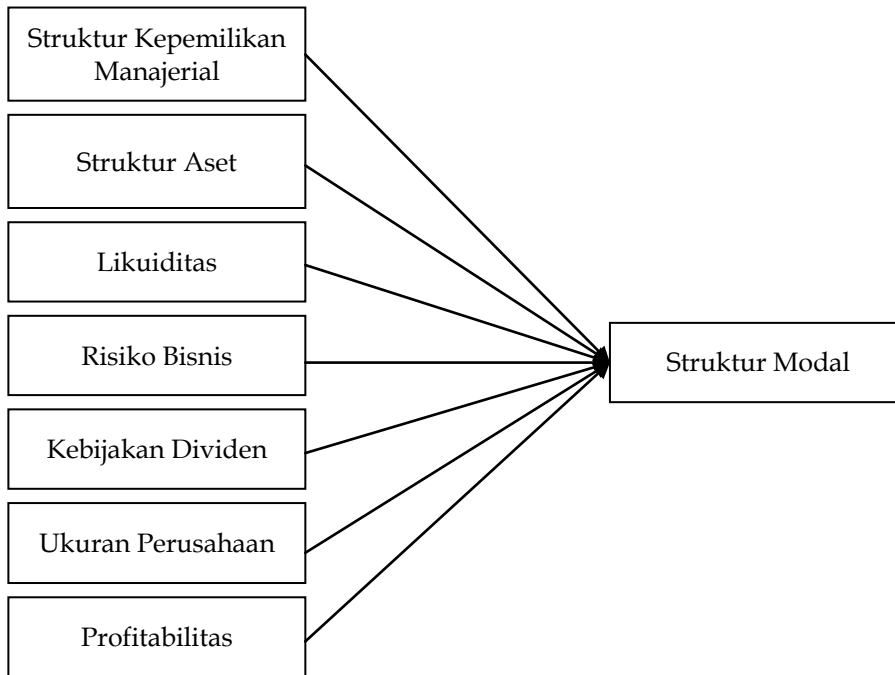 Struktur Kepemilikan
Manajerial
Struktur Aset
Likuiditas
Risiko Bisnis
Struktur Modal
Kebijakan Dividen
Ukuran Perusahaan
Profitabilitas